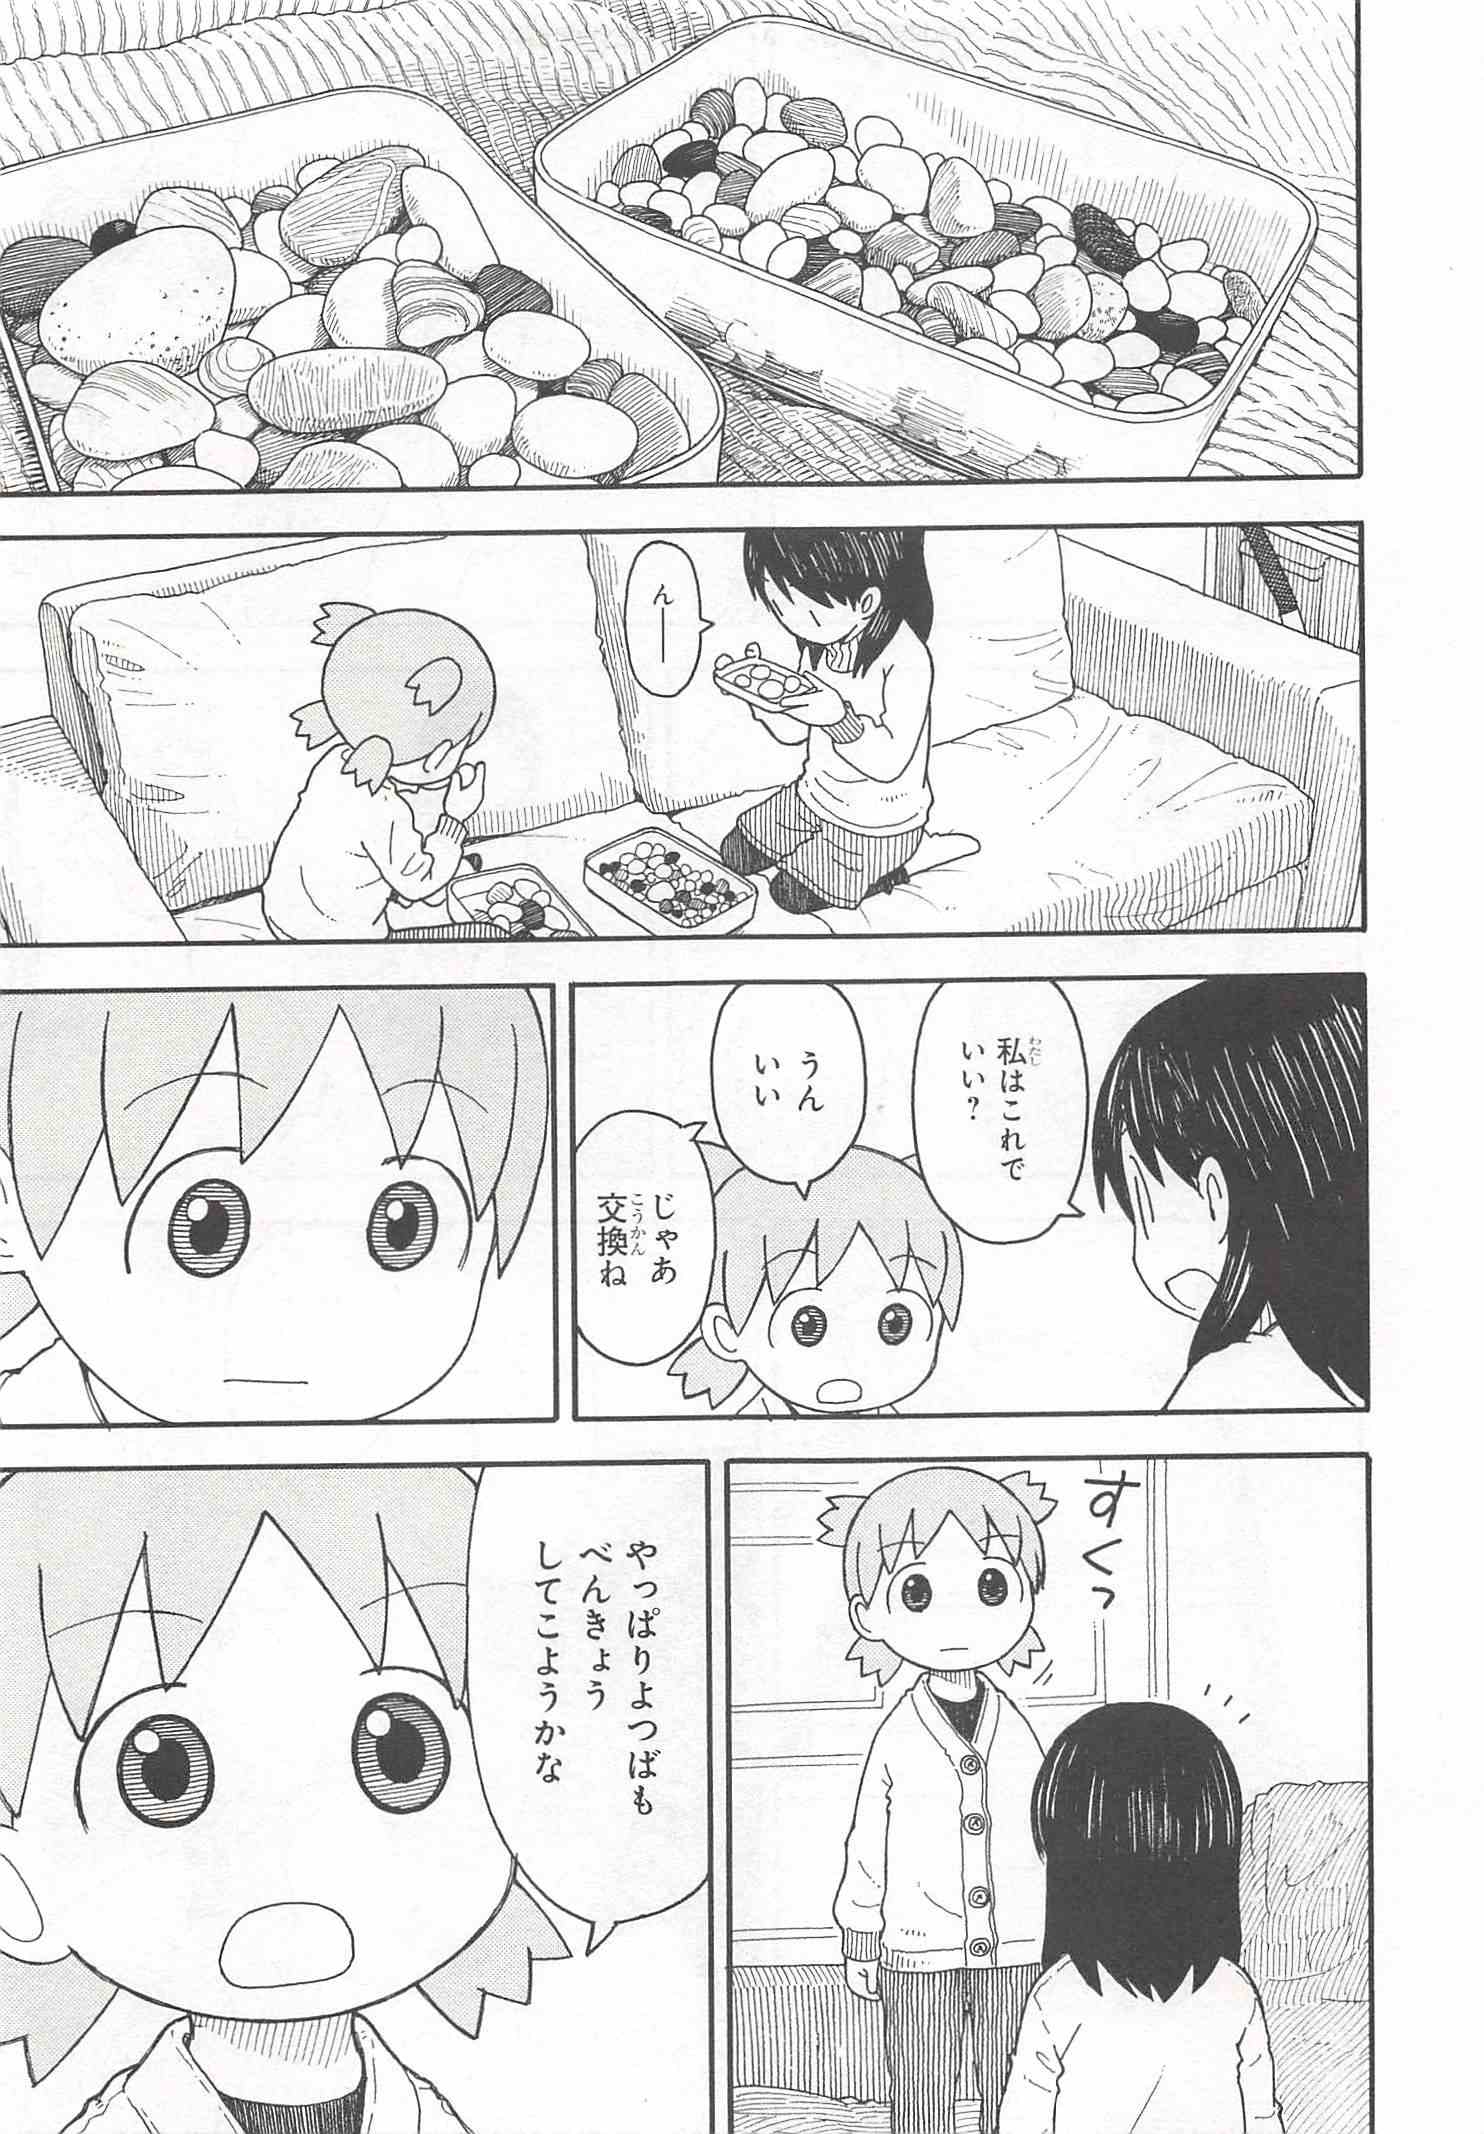 んー
私はこれで
いい?
うん
いい
じゃあ
交換ね
すくっ
やっぱりよつばも
べんきょう
してこようかな